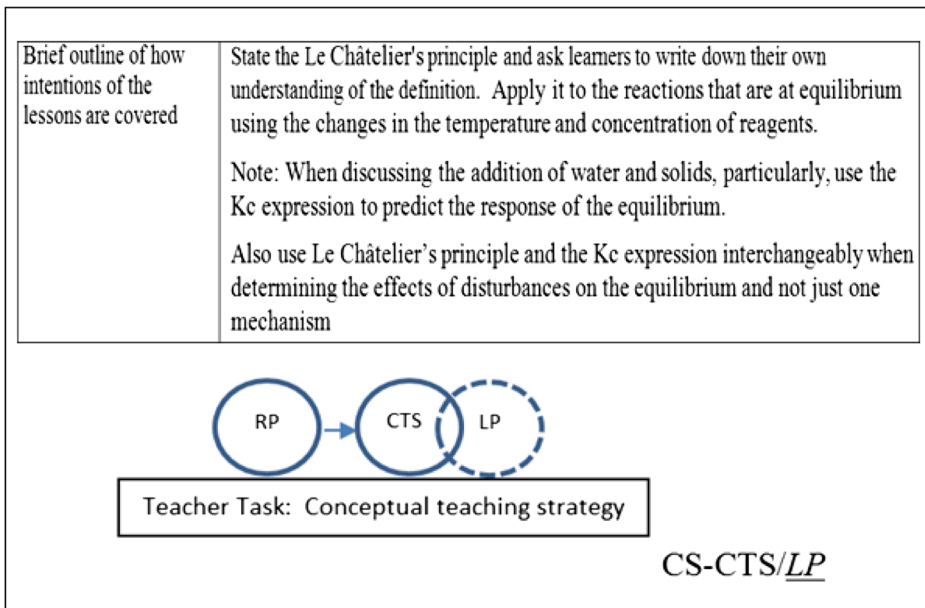 Brief outline of how
intentions of the
lessons are covered
State the Le Châtelier's principle and ask learners to write down their own
understanding of the definition.  Apply it to the reactions that are at equilibrium
using the changes in the temperature and concentration of reagents.
Note: When discussing the addition of water and solids, particularly, use the
Kc expression to predict the response of the equilibrium.
Also use Le Châtelier’s principle and the Kc expression interchangeably when
determining the effects of disturbances on the equilibrium and not just one
mechanism
RP
CTS
LP
Teacher Task:  Conceptual teaching strategy
CS-CTS/LP